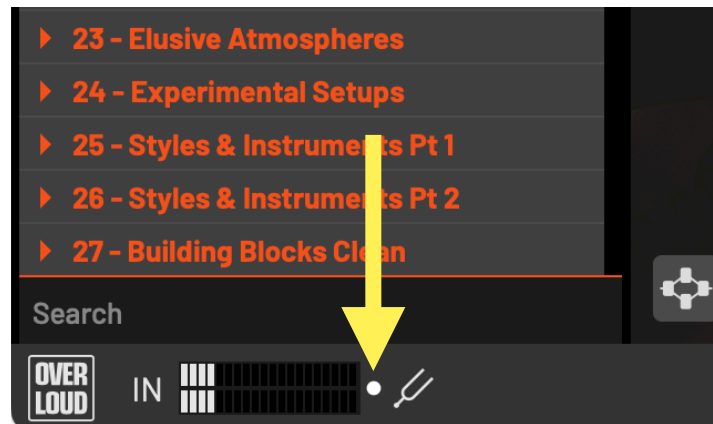 23 - Elusive Atmospheres
24 - Experimental Setups
25 - Styles & Instruments Pt 1
26 - Styles & Instruments Pt 2
27 - Building Blocks Clean
Search
OVER
LOUD
IN